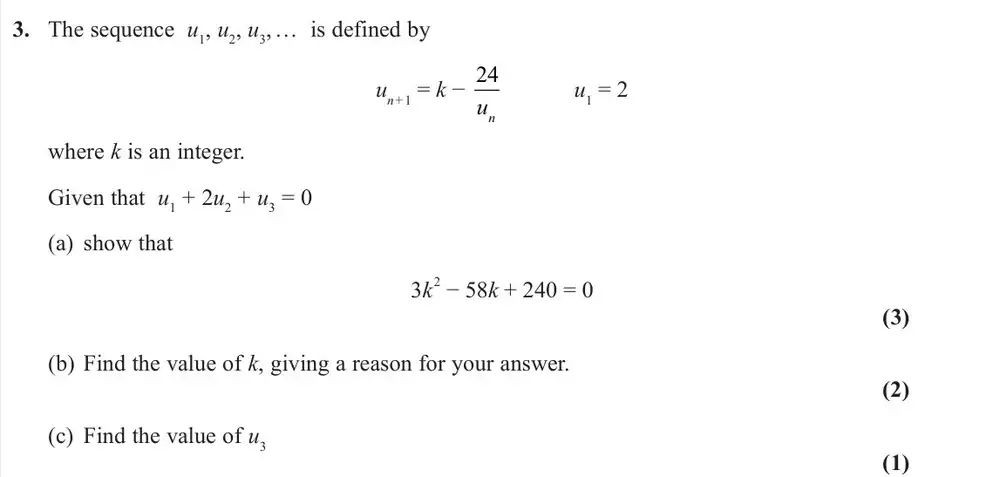 3. The sequence u₁, u₂, u₃,… is defined by
uₙ₊₁ = k − 24/uₙ u₁ = 2
where k is an integer.
Given that u₁ + 2u₂ + u₃ = 0
(a) show that
3k² − 58k + 240 = 0
(3)
(b) Find the value of k, giving a reason for your answer.
(2)
(c) Find the value of u₃
(1)